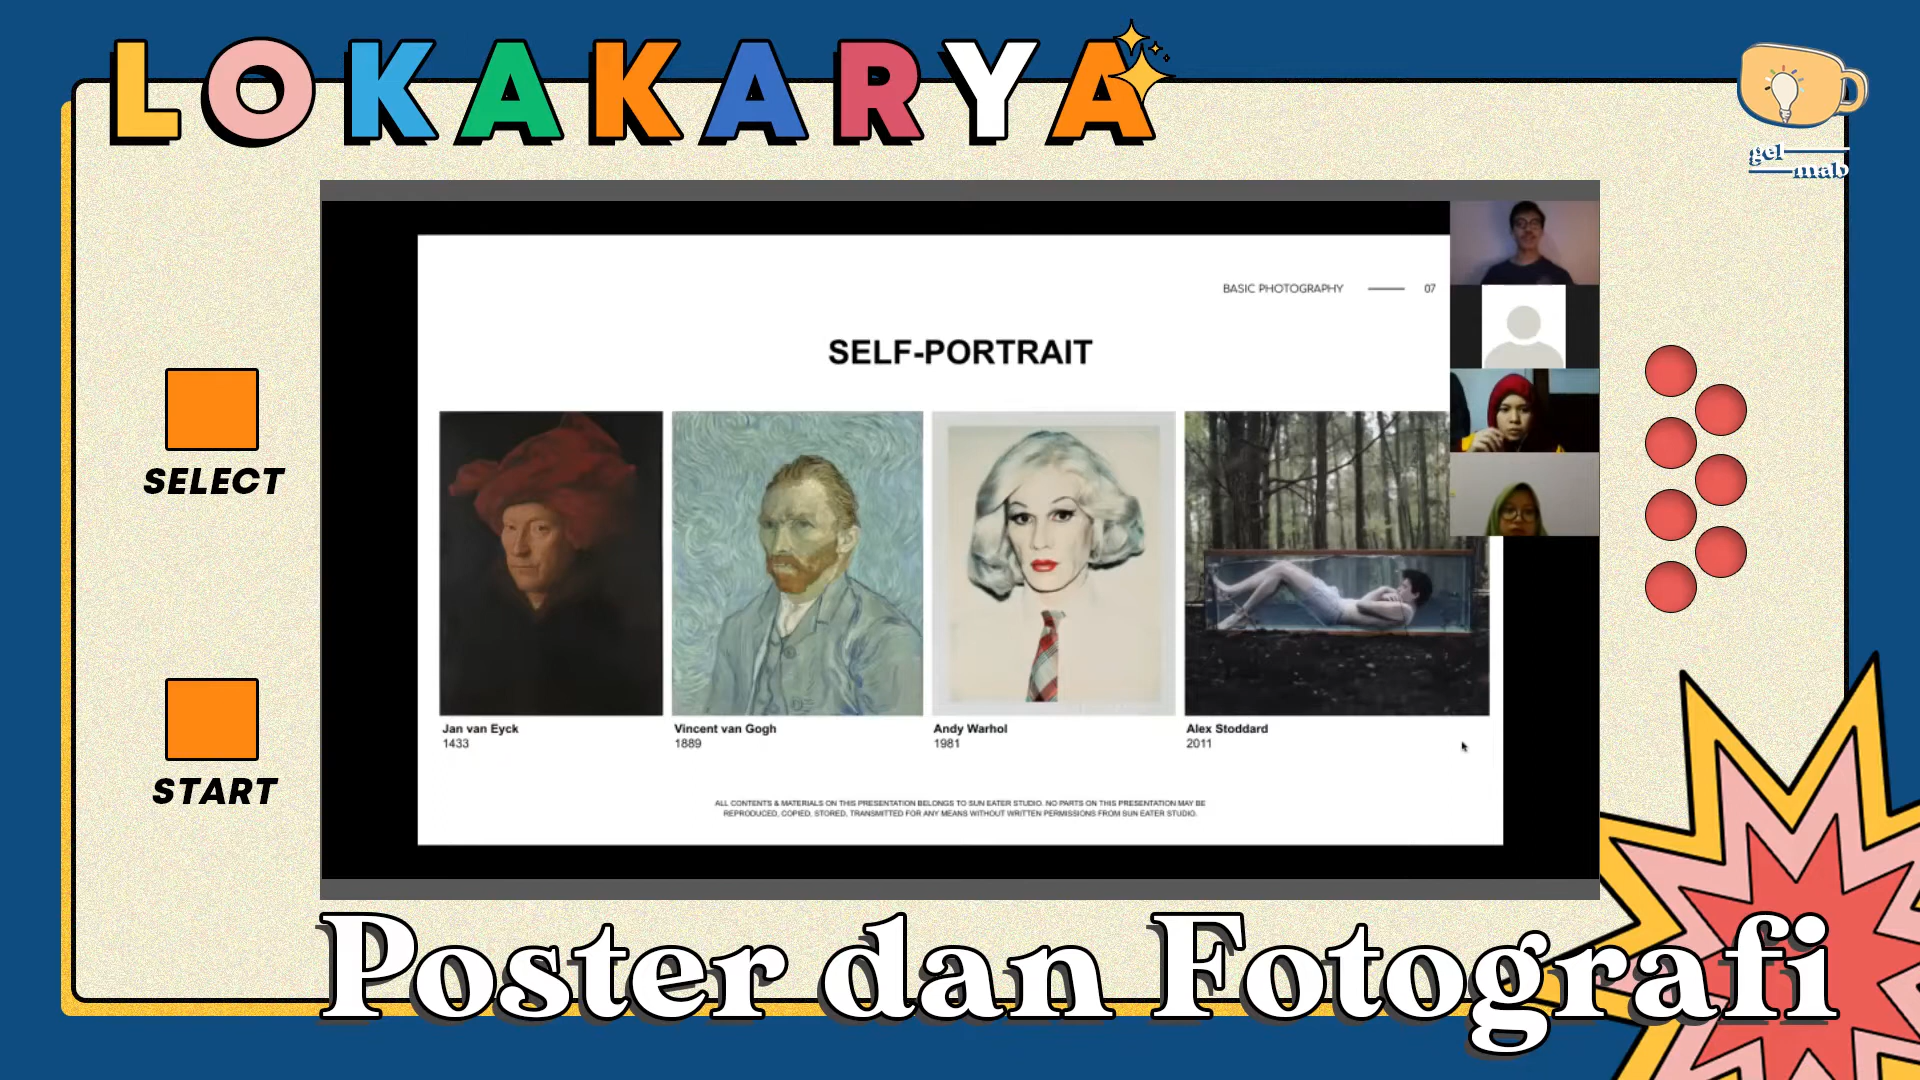 LOKAKARYA
gel
mab
BASIC PHOTOGRAPHY 07
SELF-PORTRAIT
SELECT
START
Jan van Eyck
1433
Vincent van Gogh
1889
Andy Warhol
1981
Alex Stoddard
2011
ALL CONTENTS & MATERIALS ON THIS PRESENTATION BELONGS TO SUN EATER STUDIO. NO PARTS ON THIS PRESENTATION MAY BE
REPRODUCED, COPIED, STORED, TRANSMITTED FOR ANY MEANS WITHOUT WRITTEN PERMISSIONS FROM SUN EATER STUDIO.
Poster dan Fotografi